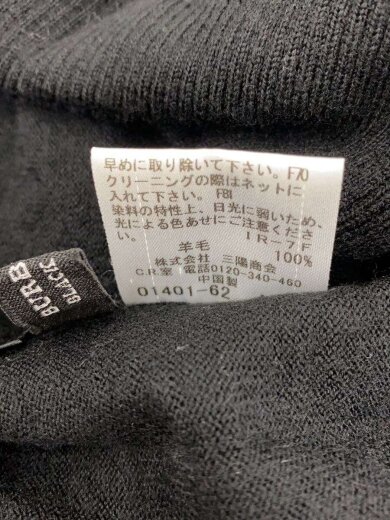 早めに取り除いて下さい。F70
クリーニングの際はネットに
入れて下さい。F81
染料の特性上、日光に弱いため、
光による色あせにご注意ください。
IR-7F
羊毛 100%
株式会社 三陽商会
C.R.室 電話0120-340-460
中国製
01401-62
BURB
BLACK